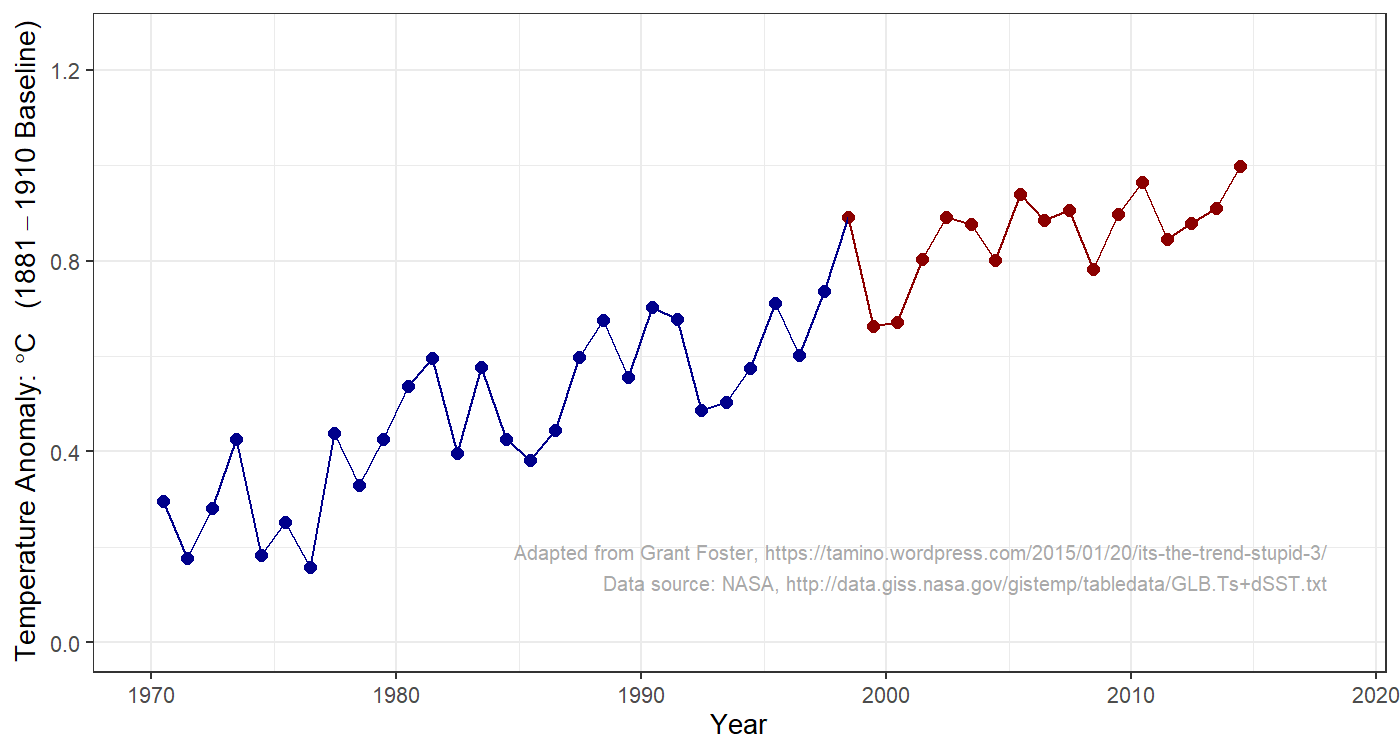 Temperature Anomaly: °C (1881 – 1910 Baseline)
1.2
0.8
0.4
0.0
Adapted from Grant Foster, https://tamino.wordpress.com/2015/01/20/its-the-trend-stupid-3/
Data source: NASA, http://data.giss.nasa.gov/gistemp/tabledata/GLB.Ts+dSST.txt
1970 1980 1990 2000 2010 2020
Year